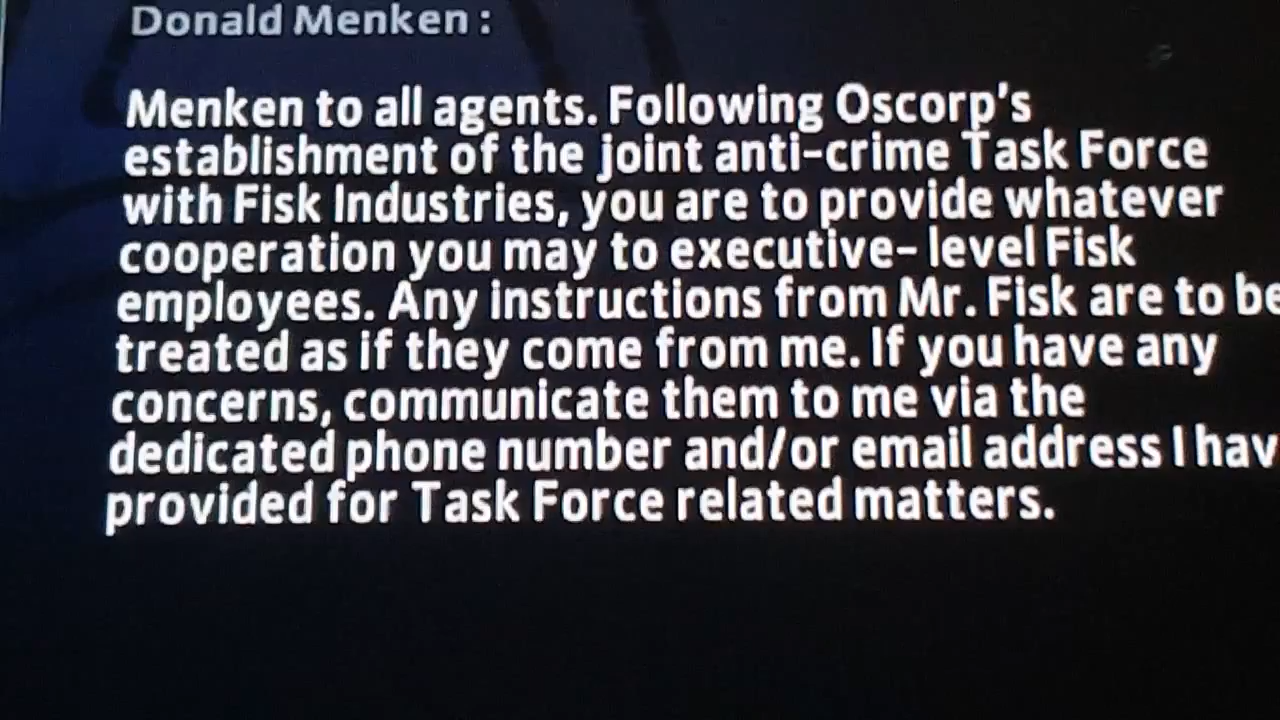 Donald Menken :
Menken to all agents. Following Oscorp's
establishment of the joint anti-crime Task Force
with Fisk Industries, you are to provide whatever
cooperation you may to executive- level Fisk
employees. Any instructions from Mr. Fisk are to be
treated as if they come from me. If you have any
concerns, communicate them to me via the
dedicated phone number and/or email address I hav
provided for Task Force related matters.